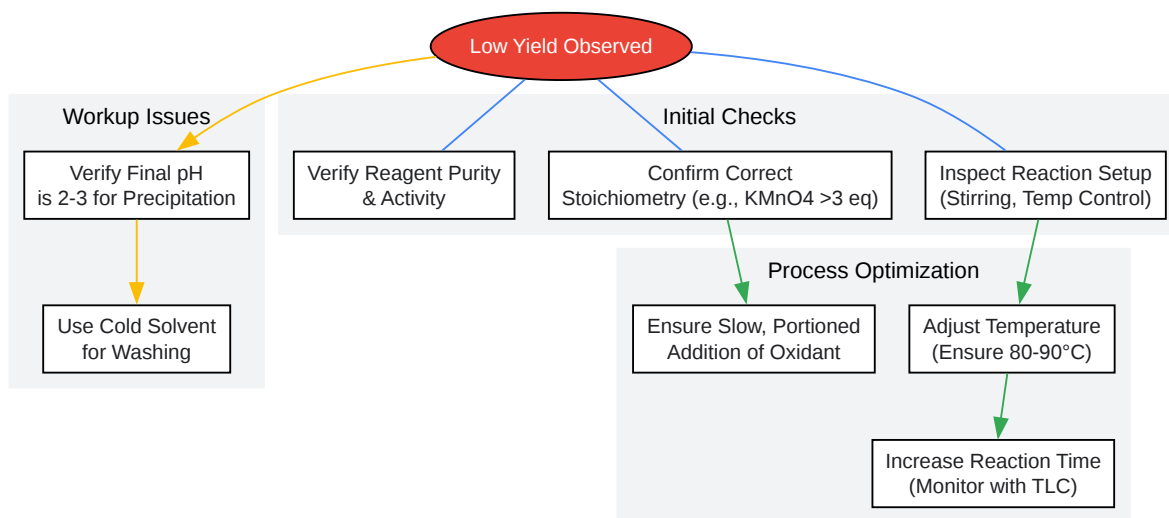 Low Yield Observed
Workup Issues
Initial Checks
Verify Final pH
is 2-3 for Precipitation
Verify Reagent Purity
& Activity
Confirm Correct
Stoichiometry (e.g., KMnO4 >3 eq)
Inspect Reaction Setup
(Stirring, Temp Control)
Process Optimization
Use Cold Solvent
for Washing
Ensure Slow, Portioned
Addition of Oxidant
Adjust Temperature
(Ensure 80-90°C)
Increase Reaction Time
(Monitor with TLC)